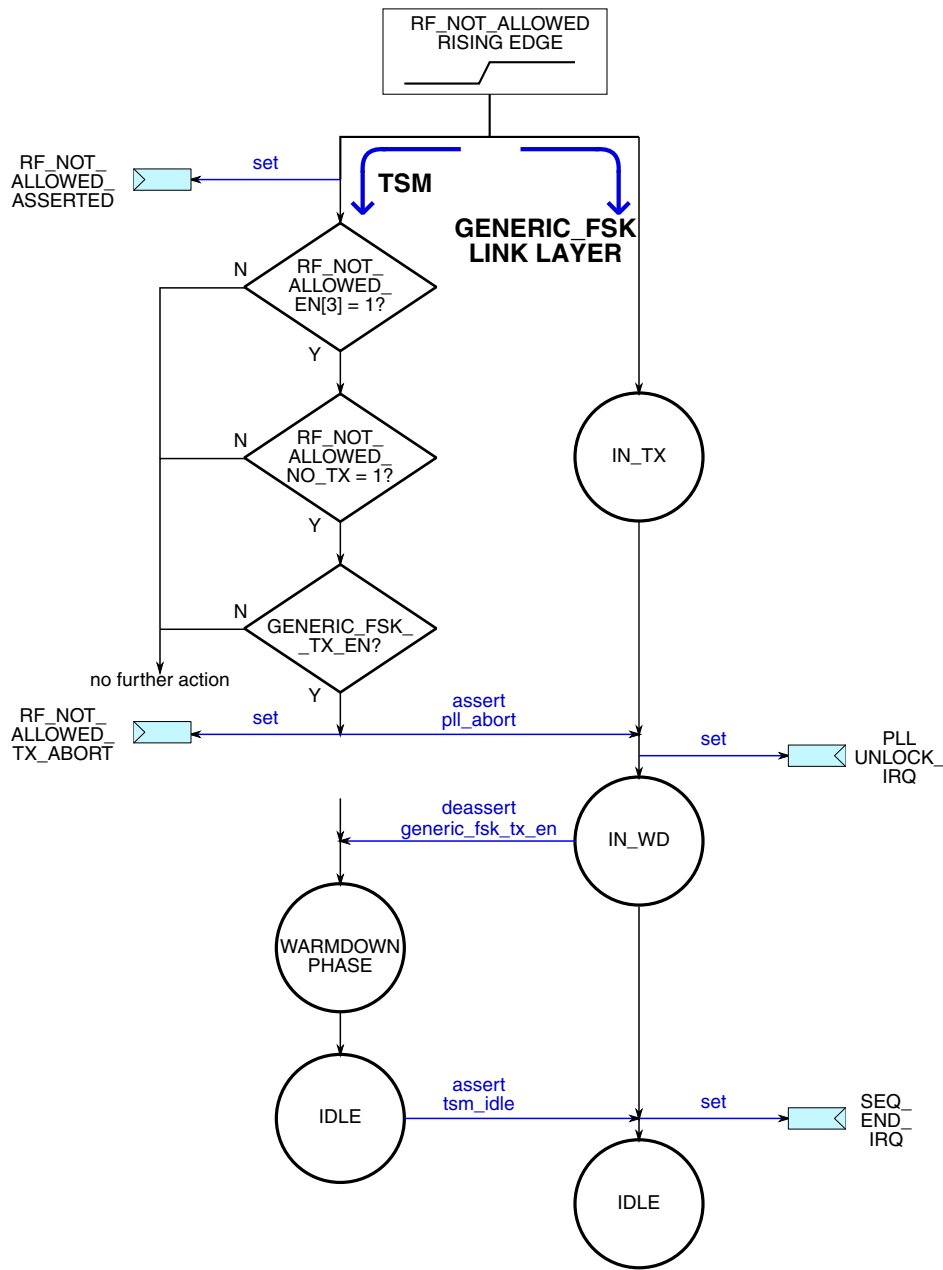 RF_NOT_ALLOWED
RISING EDGE
RF_NOT_
ALLOWED_
ASSERTED
set
TSM
GENERIC_FSK
LINK LAYER
N
RF_NOT_
ALLOWED_
EN[3] = 1?
Y
N
RF_NOT_
ALLOWED_
NO_TX = 1?
Y
IN_TX
N
GENERIC_FSK_
_TX_EN?
Y
no further action
RF_NOT_
ALLOWED_
TX_ABORT
set
assert
pll_abort
set
PLL
UNLOCK_
IRQ
deassert
generic_fsk_tx_en
IN_WD
WARMDOWN
PHASE
IDLE
assert
tsm_idle
set
SEQ_
END_
IRQ
IDLE